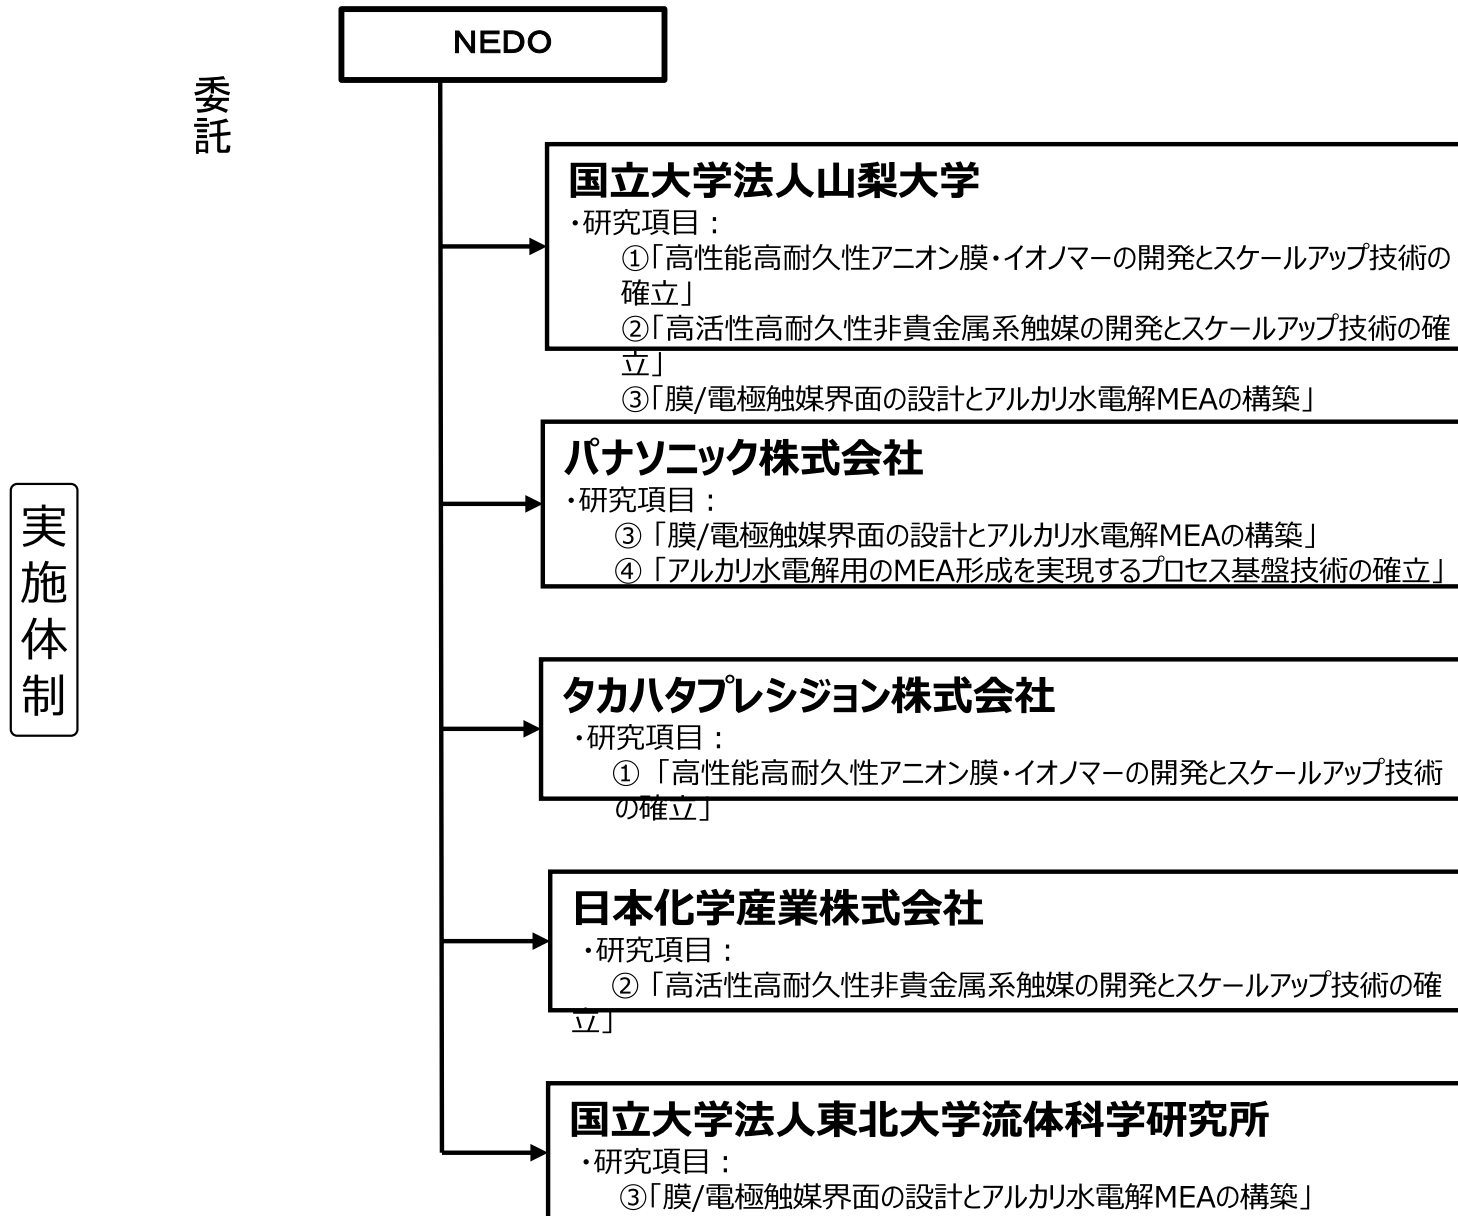 NEDO
委託
国立大学法人山梨大学
・研究項目：
①「高性能高耐久性アニオン膜・イオノマーの開発とスケールアップ技術の
確立」
②「高活性高耐久性非貴金属系触媒の開発とスケールアップ技術の確
立」
③「膜/電極触媒界面の設計とアルカリ水電解MEAの構築」
パナソニック株式会社
・研究項目：
③「膜/電極触媒界面の設計とアルカリ水電解MEAの構築」
④「アルカリ水電解用のMEA形成を実現するプロセス基盤技術の確立」
実施体制
タカハタプレシジョン株式会社
・研究項目：
①「高性能高耐久性アニオン膜・イオノマーの開発とスケールアップ技術
の確立」
日本化学産業株式会社
・研究項目：
②「高活性高耐久性非貴金属系触媒の開発とスケールアップ技術の確
立」
国立大学法人東北大学流体科学研究所
・研究項目：
③「膜/電極触媒界面の設計とアルカリ水電解MEAの構築」